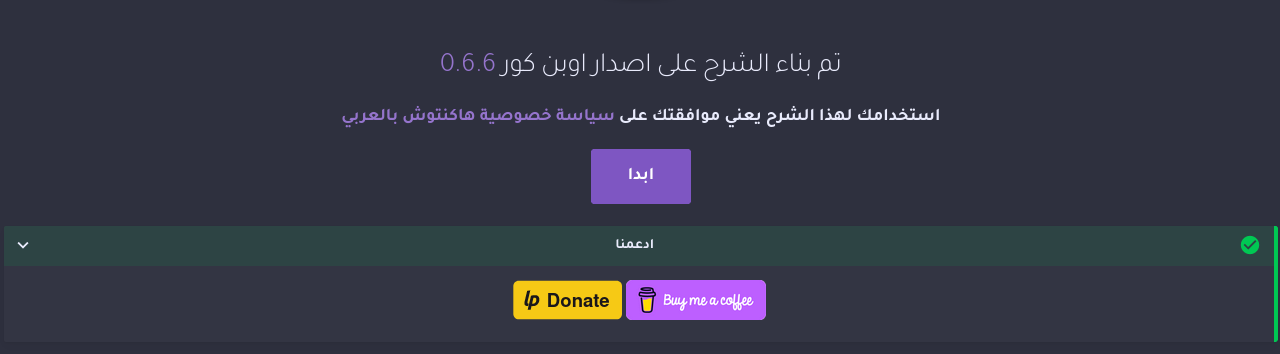 تم بناء الشرح على اصدار اوبن كور 0.6.6
استخدامك لهذا الشرح يعني موافقتك على سياسة خصوصية هاكنتوش بالعربي
ابدا
ادعمنا
lp Donate Buy me a coffee